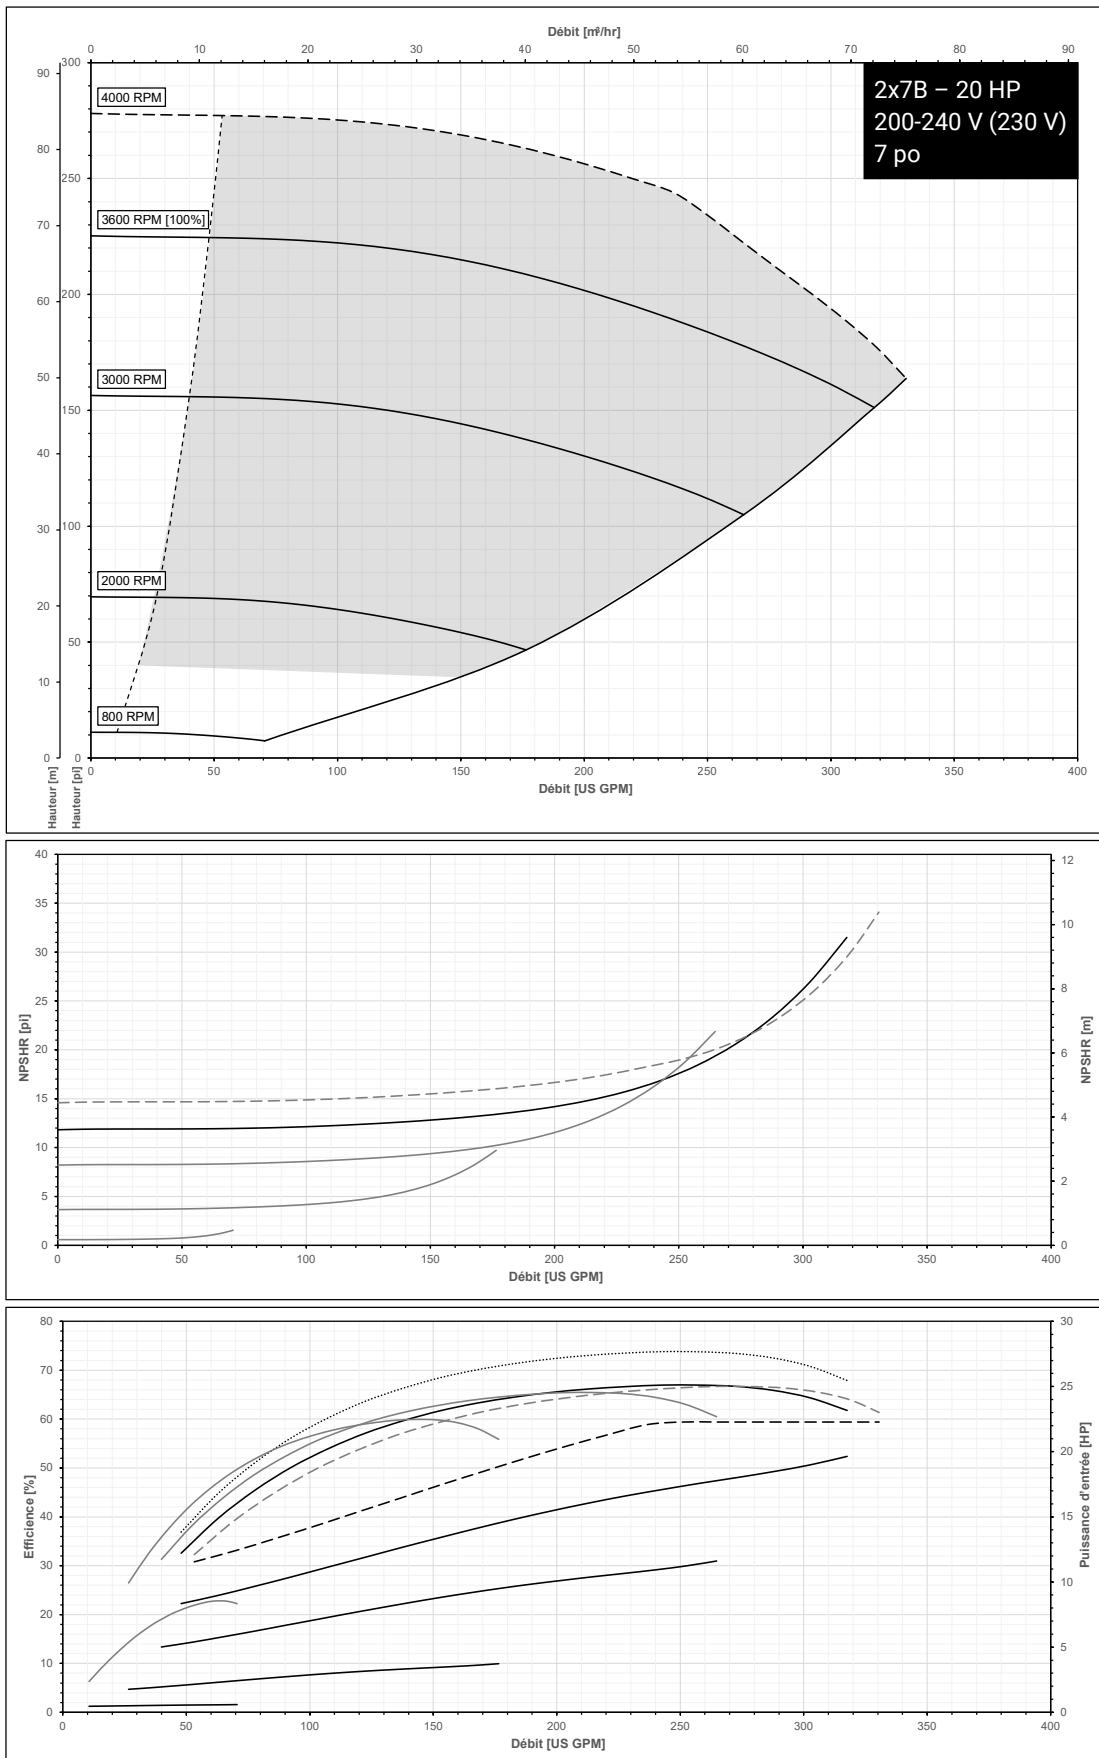 Débit [m³/hr]
0 10 20 30 40 50 60 70 80 90
2x7B – 20 HP
200-240 V (230 V)
7 po
4000 RPM
3600 RPM [100%]
3000 RPM
2000 RPM
800 RPM
90 80 70 60 50 40 30 20 10 0
Hauteur [m]
300 250 200 150 100 50 0
Hauteur [pi]
0 50 100 150 200 250 300 350 400
Débit [US GPM]
40 35 30 25 20 15 10 5 0
NPSHR [pi]
12 10 8 6 4 2 0
NPSHR [m]
0 50 100 150 200 250 300 350 400
Débit [US GPM]
80 70 60 50 40 30 20 10 0
Efficience [%]
30 25 20 15 10 5 0
Puissance d'entrée [HP]
0 50 100 150 200 250 300 350 400
Débit [US GPM]